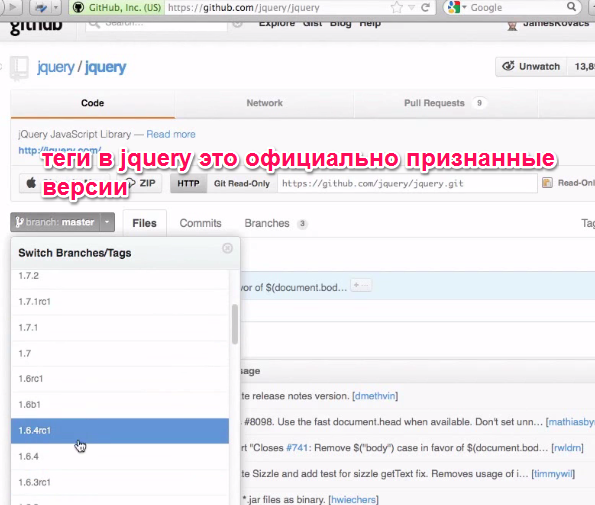 GitHub, Inc. (US)
https://github.com/jquery/jquery
Google
github
Explore Gist Blog Help
JamesKovacs
jquery / jquery
Unwatch
Code
Network
Pull Requests 9
jQuery JavaScript Library — Read more
http://jquery.com/
теги в jquery это официально признанные
версии
ZIP
HTTP
Git Read-Only
https://github.com/jquery/jquery.git
Read-Onl
branch: master
Files
Commits
Branches 3
Tag
Switch Branches/Tags
1.7.2
vor of $(document.bod…
1.7.1rc1
1.7.1
1.7
sage
1.6rc1
te release notes version. [dmethvin]
1.6b1
s #8098. Use the fast document.head when available. Don't set unn… [mathiasby
1.6.4rc1
rt "Closes #741: Remove $("body") case in favor of $(document.bod… [rwldrn]
1.6.4
te Sizzle and add test for sizzle getText fix. Removes usage of i… [timmywil]
1.6.3rc1
*.jar files as binary. [hwiechers]